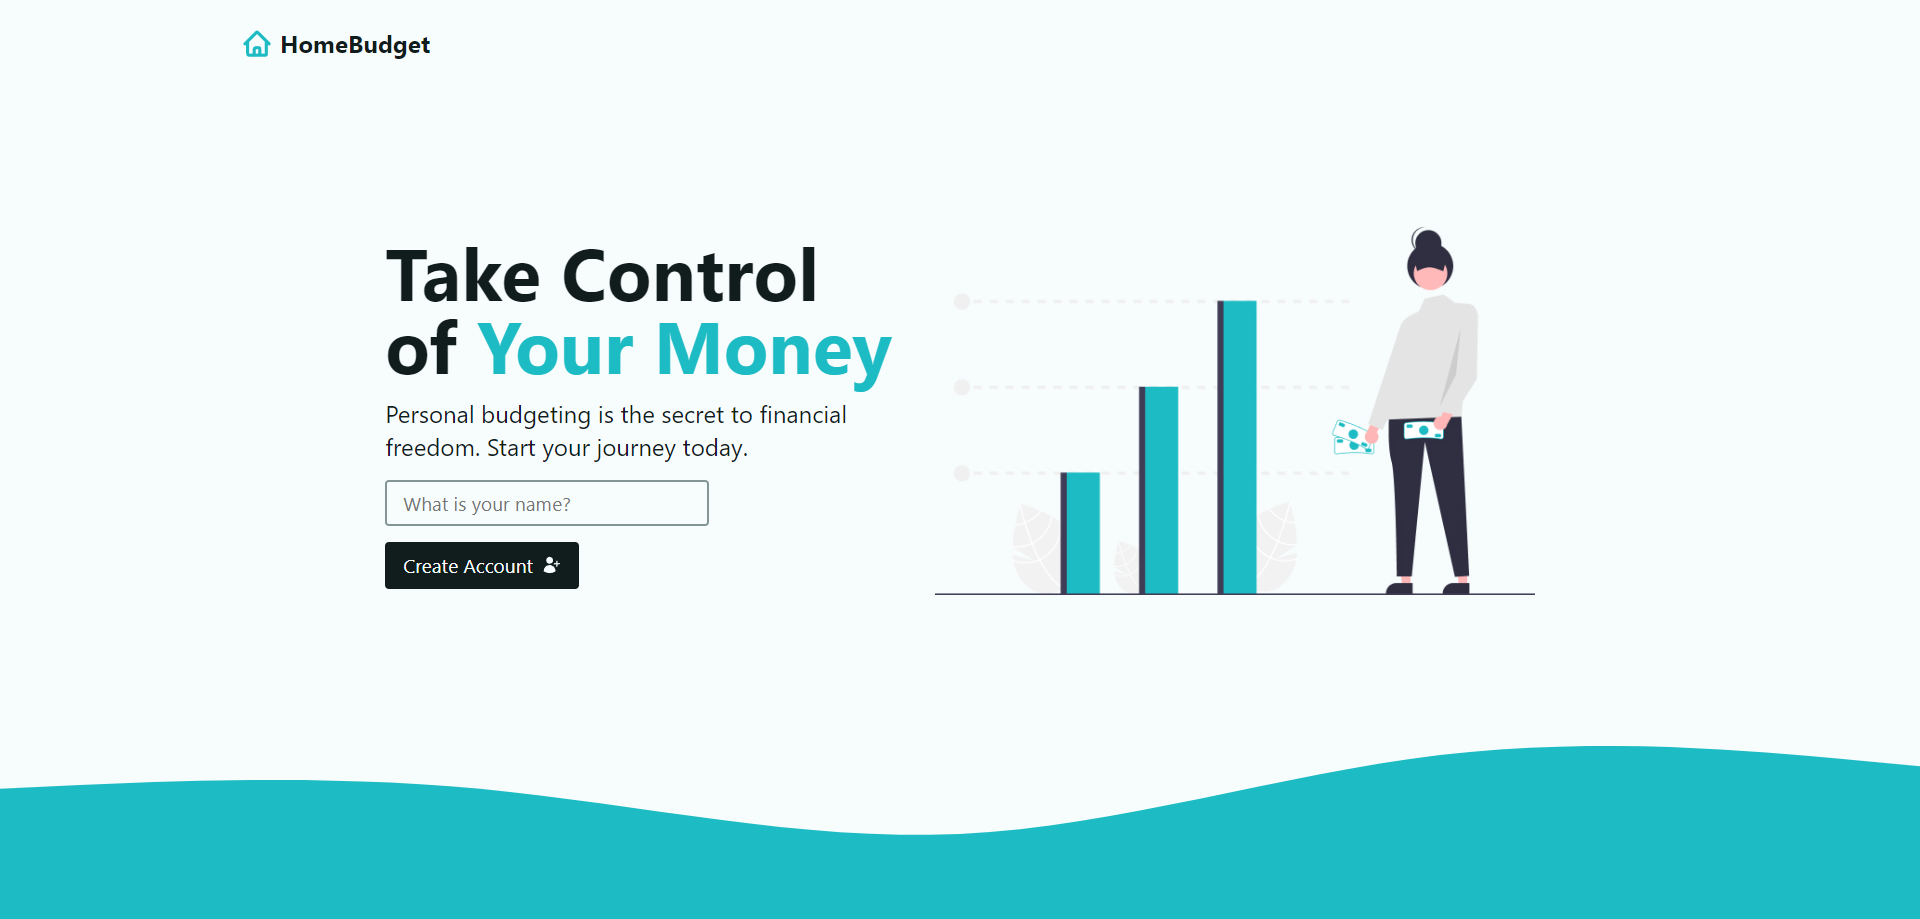 HomeBudget
Take Control
of Your Money
Personal budgeting is the secret to financial
freedom. Start your journey today.
What is your name?
Create Account